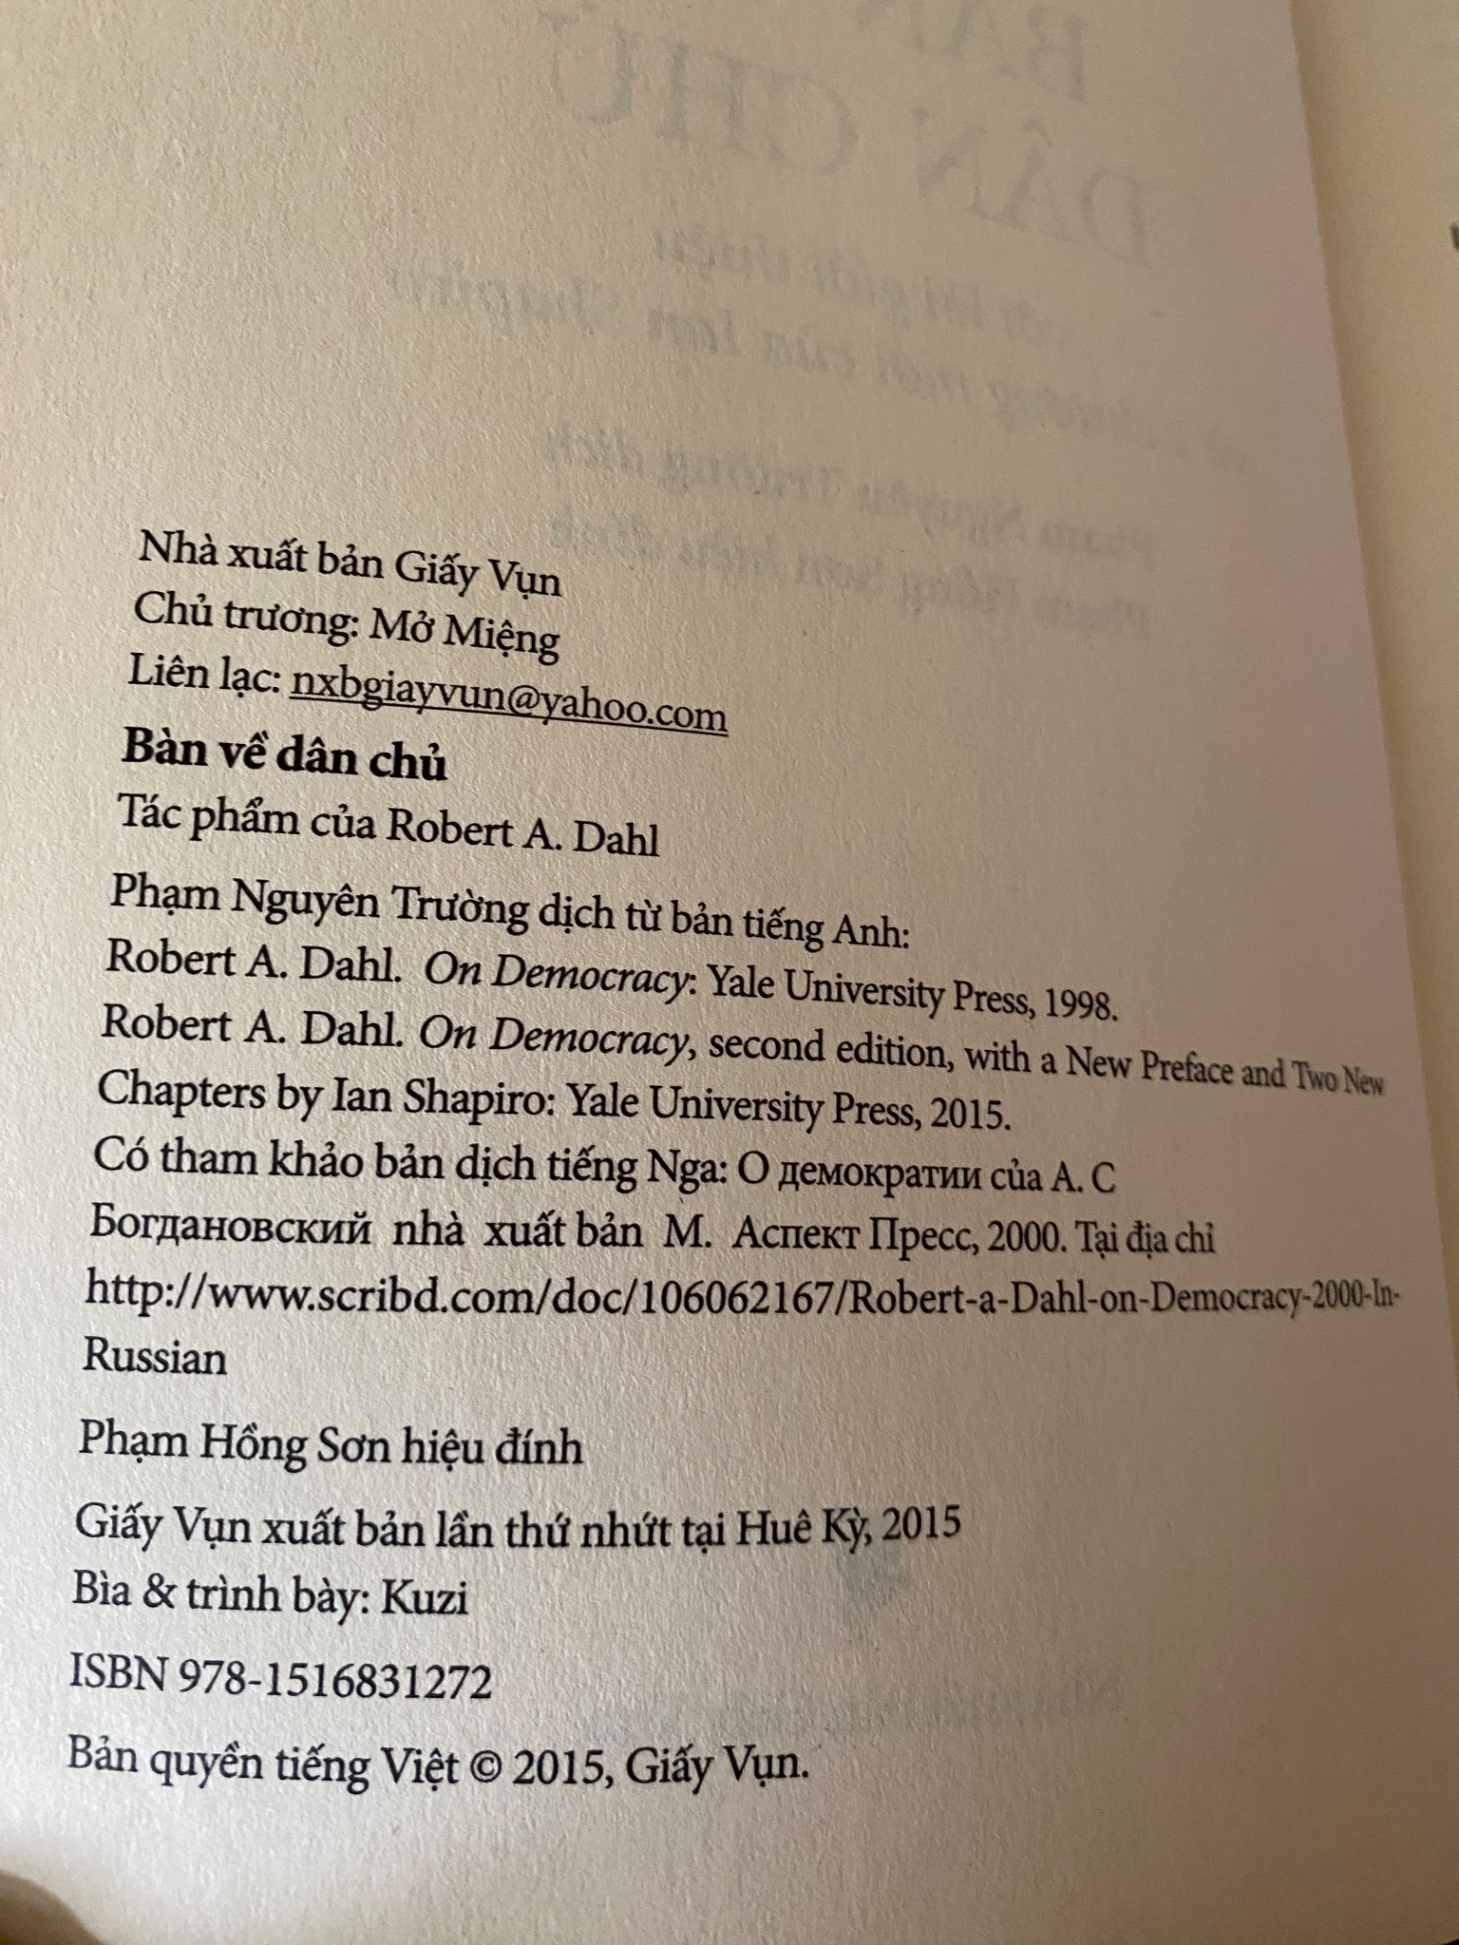 Nhà xuất bản Giấy Vụn
Chủ trương: Mở Miệng
Liên lạc: nxbgiayvun@yahoo.com
Bàn về dân chủ
Tác phẩm của Robert A. Dahl
Phạm Nguyên Trường dịch từ bản tiếng Anh:
Robert A. Dahl. On Democracy: Yale University Press, 1998.
Robert A. Dahl. On Democracy, second edition, with a New Preface and Two New
Chapters by Ian Shapiro: Yale University Press, 2015.
Có tham khảo bản dịch tiếng Nga: О демократии của A. C
Богдановский nhà xuất bản М. Аспект Пресс, 2000. Tại địa chỉ
http://www.scribd.com/doc/106062167/Robert-a-Dahl-on-Democracy-2000-In-
Russian
Phạm Hồng Sơn hiệu đính
Giấy Vụn xuất bản lần thứ nhứt tại Huê Kỳ, 2015
Bìa & trình bày: Kuzi
ISBN 978-1516831272
Bản quyền tiếng Việt © 2015, Giấy Vụn.